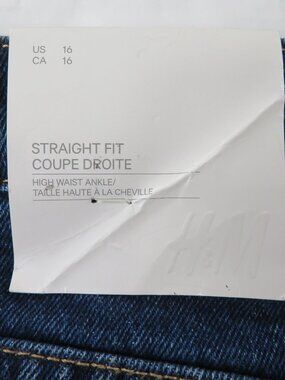 US 16
CA 16
STRAIGHT FIT
COUPE DROITE
HIGH WAIST ANKLE/
TAILLE HAUTE À LA CHEVILLE
H&M